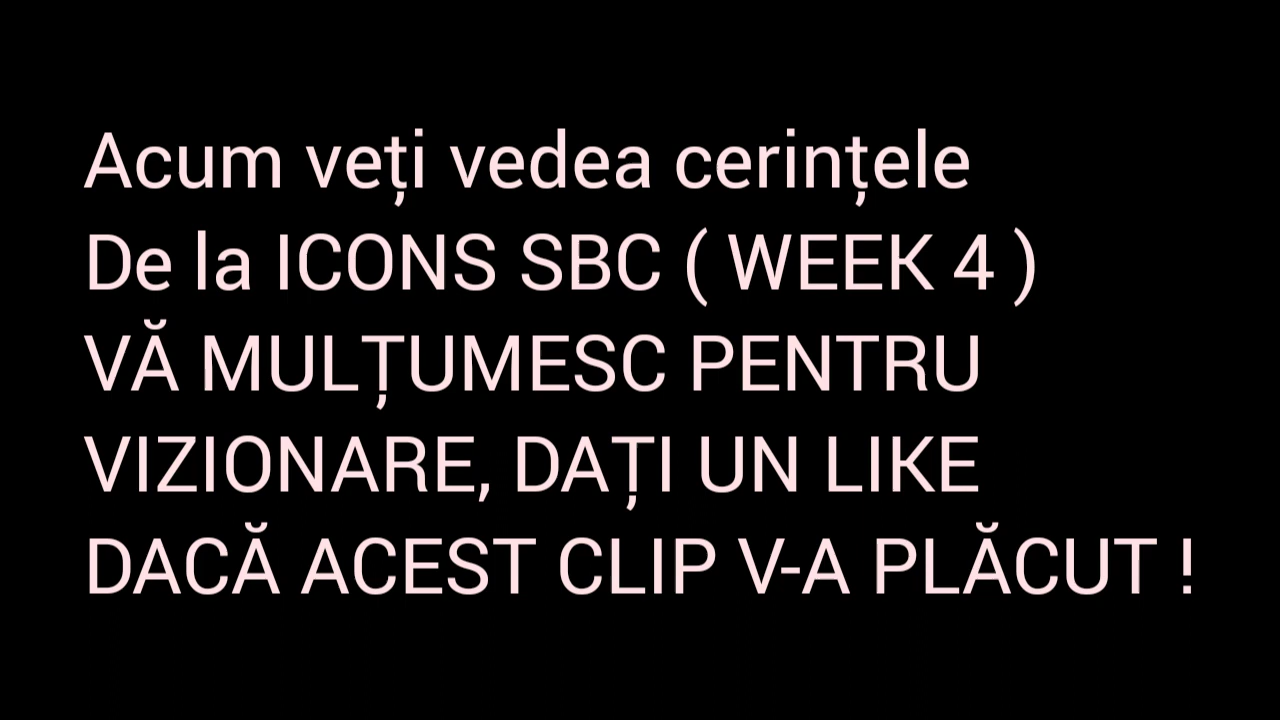 Acum veți vedea cerințele
De la ICONS SBC ( WEEK 4 )
VĂ MULȚUMESC PENTRU
VIZIONARE, DAȚI UN LIKE
DACĂ ACEST CLIP V-A PLĂCUT !